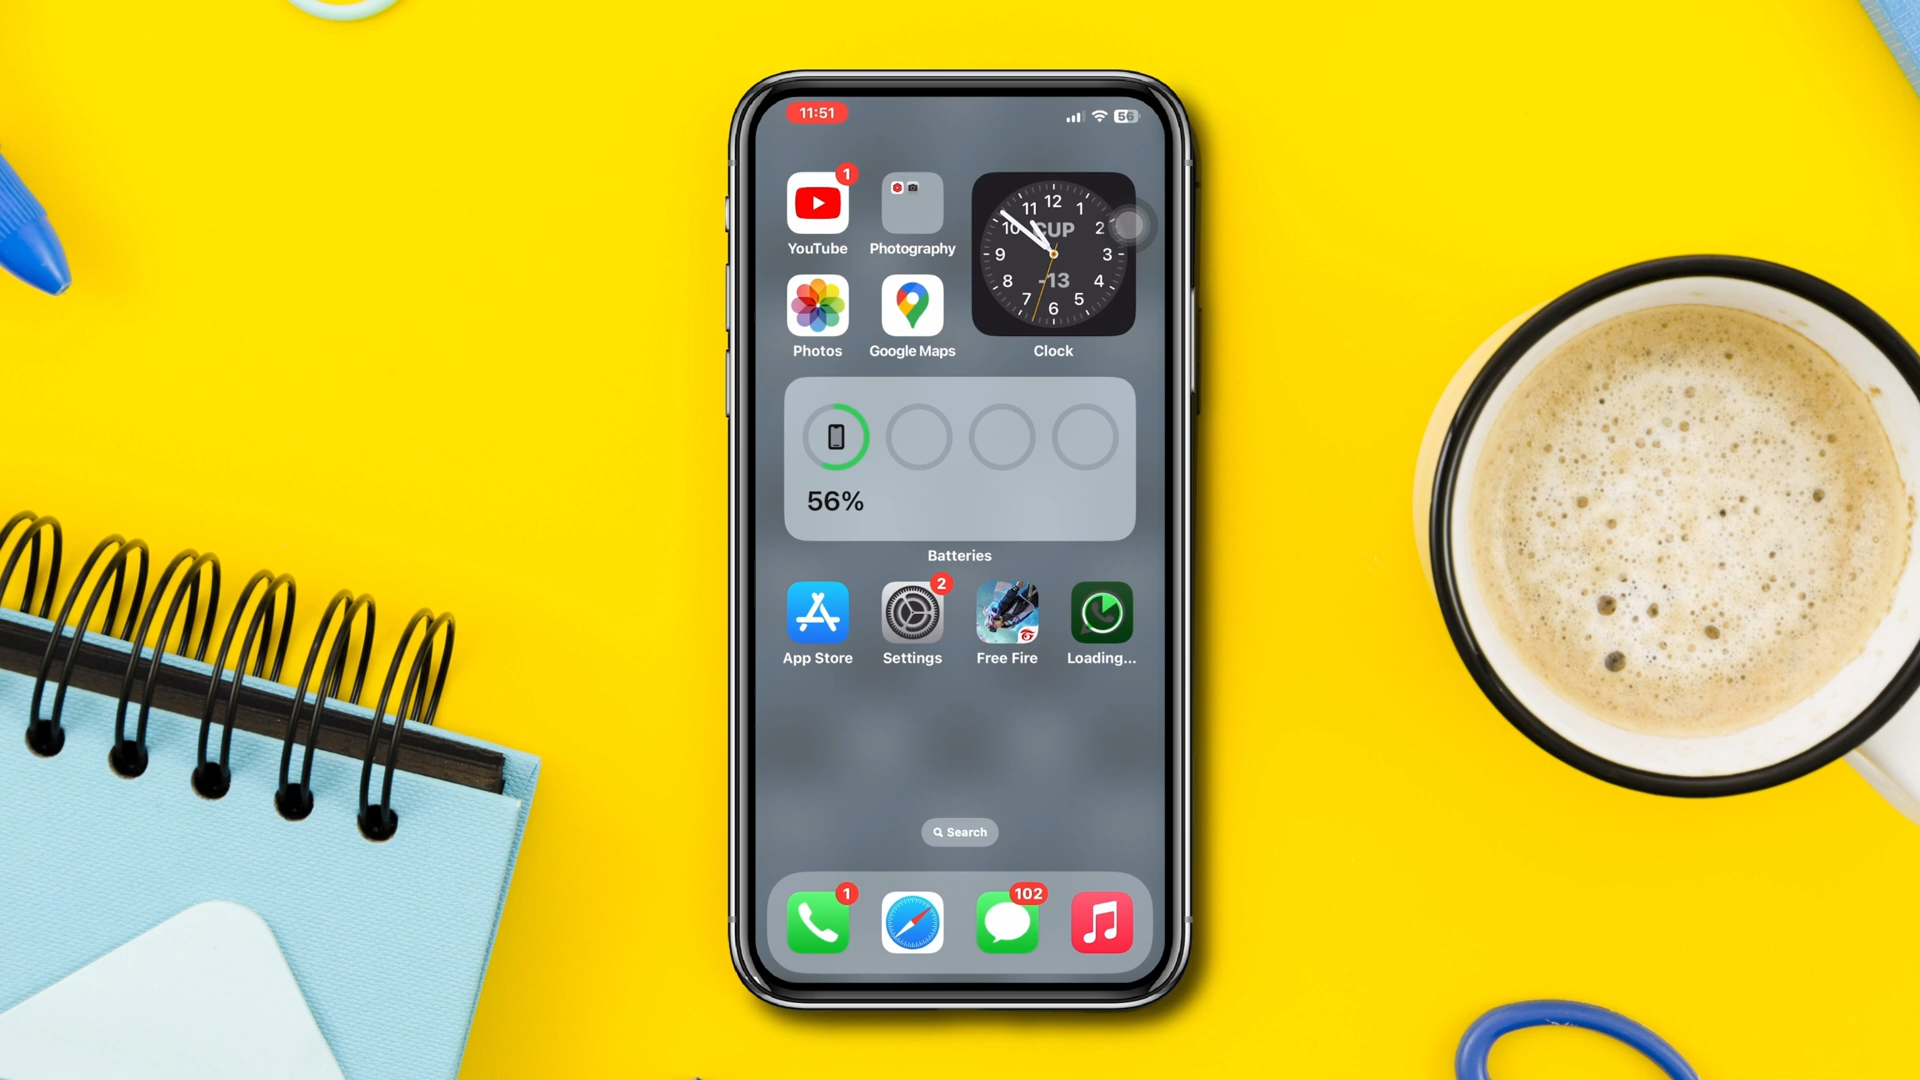 11:51
56
1
YouTube
Photography
12
11
1
10
CUP
2
9
3
8
-13
4
7
5
6
Photos
Google Maps
Clock
56%
Batteries
2
App Store
Settings
Free Fire
Loading...
Search
1
102